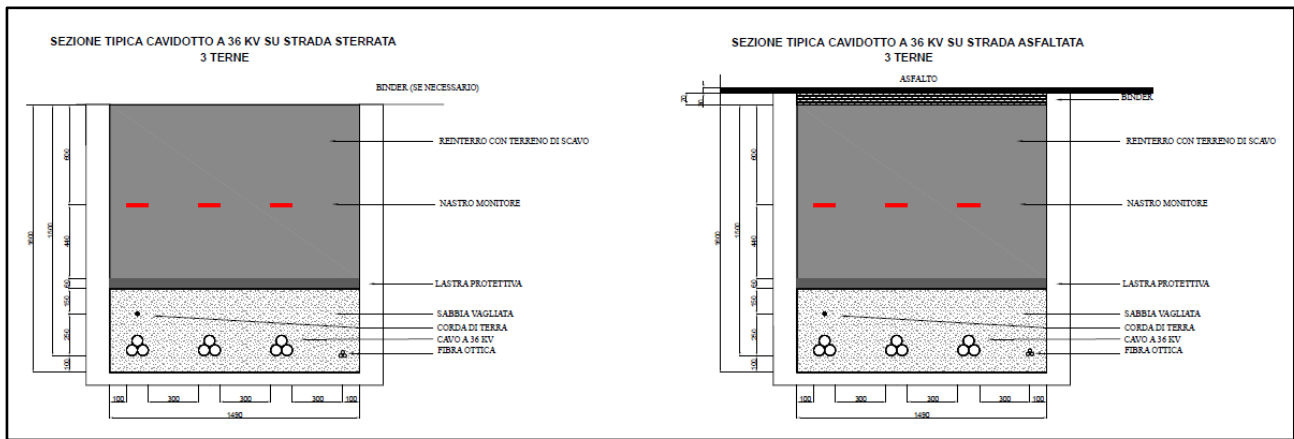 SEZIONE TIPICA CAVIDOTTO A 36 KV SU STRADA STERRATA
3 TERNE
BINDER (SE NECESSARIO)
REINTERRO CON TERRENO DI SCAVO
NASTRO MONITORE
LASTRA PROTETTIVA
SABBIA VAGLIATA
CORDA DI TERRA
CAVO A 36 KV
FIBRA OTTICA
1600
1500
600
440
60
150
250
100
100
300
300
300
100
1490
SEZIONE TIPICA CAVIDOTTO A 36 KV SU STRADA ASFALTATA
3 TERNE
ASFALTO
BINDER
REINTERRO CON TERRENO DI SCAVO
NASTRO MONITORE
LASTRA PROTETTIVA
SABBIA VAGLIATA
CORDA DI TERRA
CAVO A 36 KV
FIBRA OTTICA
70
1600
1500
600
440
60
150
250
100
100
300
300
300
100
1490